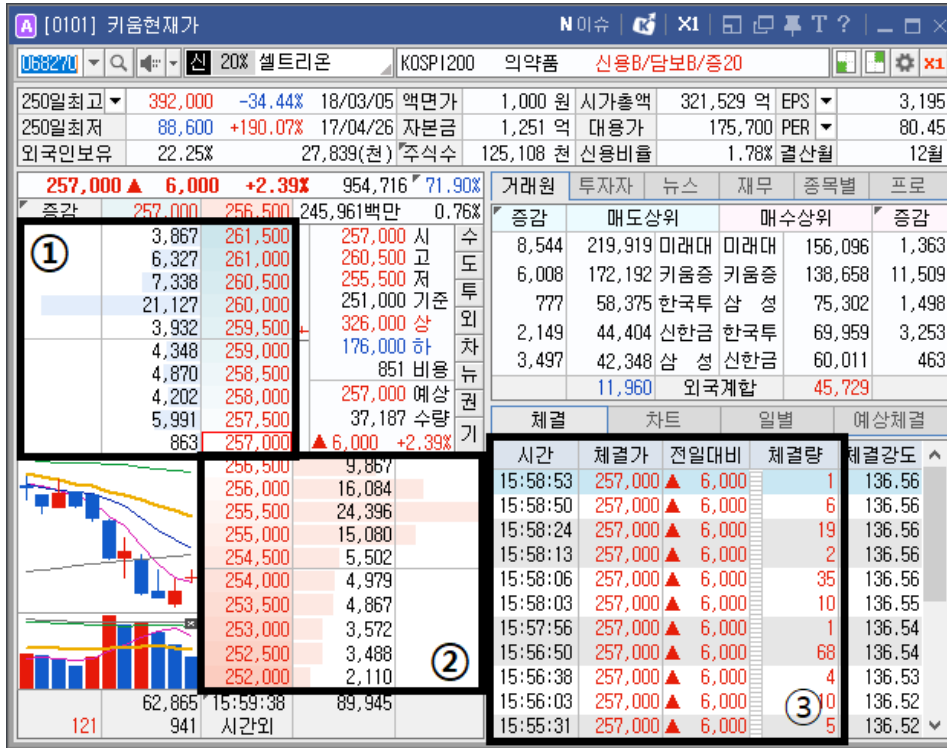 A [0101] 키움현재가 N이슈 X1 T ?
068270 신 20% 셀트리온 KOSPI200 의약품 신용B/담보B/증20 X1
250일최고 392,000 -34.44% 18/03/05 액면가 1,000 원 시가총액 321,529 억 EPS 3,195
250일최저 88,600 +190.07% 17/04/26 자본금 1,251 억 대용가 175,700 PER 80.45
외국인보유 22.25% 27,839(천) 주식수 125,108 천 신용비율 1.78% 결산월 12월
257,000 ▲ 6,000 +2.39% 954,716 71.90%
증감 257,000 256,500 245,961백만 0.76%
①
3,867 261,500 257,000 시 수
6,327 261,000 260,500 고 도
7,338 260,500 255,500 저 투
21,127 260,000 251,000 기준 외
3,932 259,500 326,000 상
4,348 259,000 176,000 하 차
4,870 258,500 851 비용 뉴
4,202 258,000 257,000 예상 권
5,991 257,500 37,187 수량
863 257,000 ▲ 6,000 +2.39% 기
256,500 9,867
256,000 16,084
255,500 24,396
255,000 15,080
254,500 5,502
254,000 4,979
253,500 4,867
253,000 3,572
252,500 3,488
252,000 2,110
②
62,865 15:59:38 89,945
121 941 시간외
거래원 투자자 뉴스 재무 종목별 프로
증감 매도상위 매수상위 증감
8,544 219,919 미래대 미래대 156,096 1,363
6,008 172,192 키움증 키움증 138,658 11,509
777 58,375 한국투 삼 성 75,302 1,498
2,149 44,404 신한금 한국투 69,959 3,253
3,497 42,348 삼 성 신한금 60,011 463
11,960 외국계합 45,729
체결 차트 일별 예상체결
시간 체결가 전일대비 체결량 체결강도
15:58:53 257,000 ▲ 6,000 1 136.56
15:58:50 257,000 ▲ 6,000 6 136.56
15:58:24 257,000 ▲ 6,000 19 136.56
15:58:13 257,000 ▲ 6,000 2 136.56
15:58:06 257,000 ▲ 6,000 35 136.56
15:58:03 257,000 ▲ 6,000 10 136.55
15:57:56 257,000 ▲ 6,000 1 136.54
15:56:50 257,000 ▲ 6,000 68 136.54
15:56:38 257,000 ▲ 6,000 4 136.53
15:56:03 257,000 ▲ 6,000 10 136.52
15:55:31 257,000 ▲ 6,000 5 136.52
③